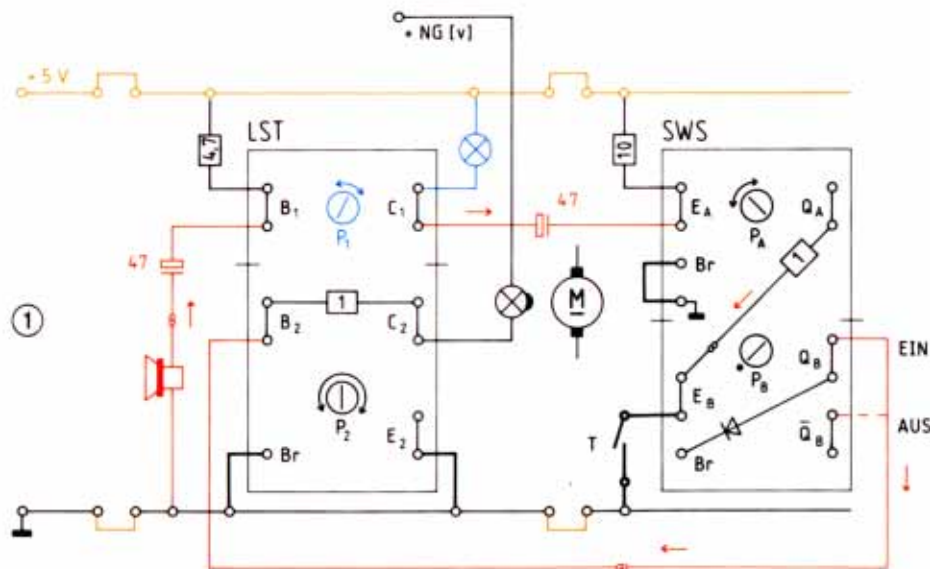 • NG [v]
+ 5 V
LST
SWS
4,7
10
B₁
P₁
C₁
47
E_A
P_A
Q_A
47
Br
1
①
B₂
1
C₂
M
P_B
Q_B
EIN
E_B
P₂
E₂
T
Q̅_B
AUS
Br
Br